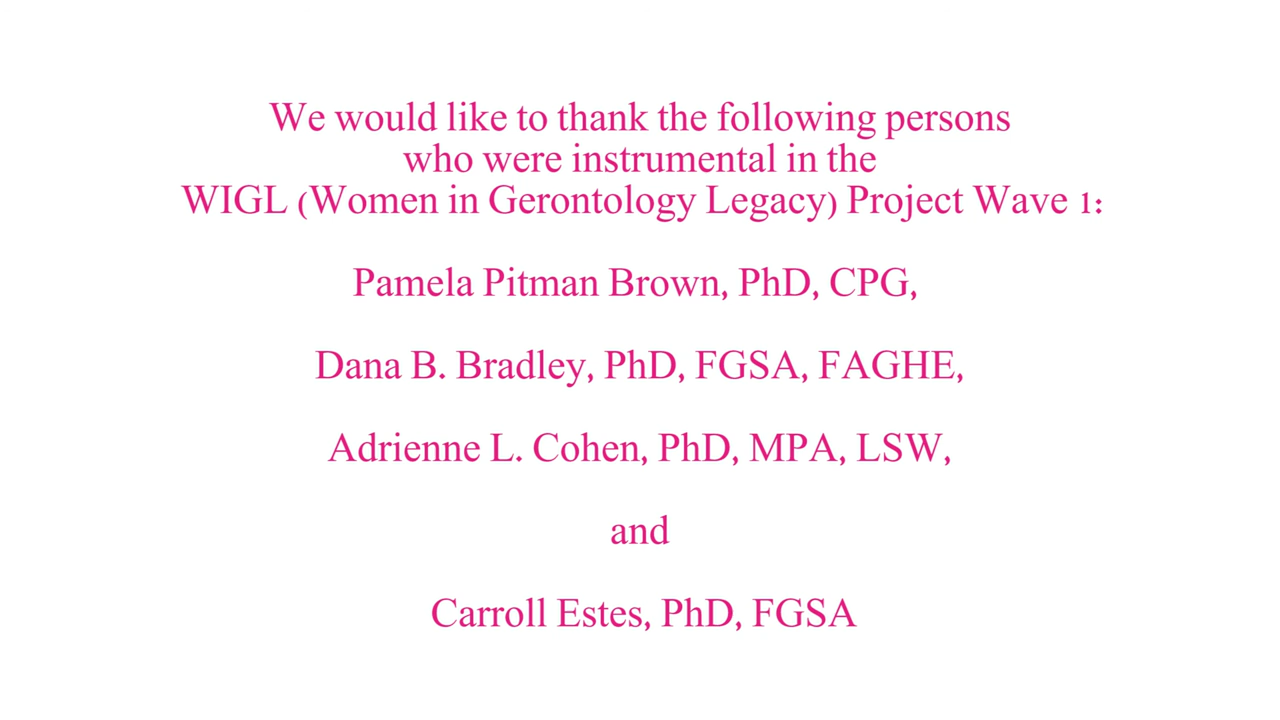 We would like to thank the following persons
who were instrumental in the
WIGL (Women in Gerontology Legacy) Project Wave 1:
Pamela Pitman Brown, PhD, CPG,
Dana B. Bradley, PhD, FGSA, FAGHE,
Adrienne L. Cohen, PhD, MPA, LSW,
and
Carroll Estes, PhD, FGSA